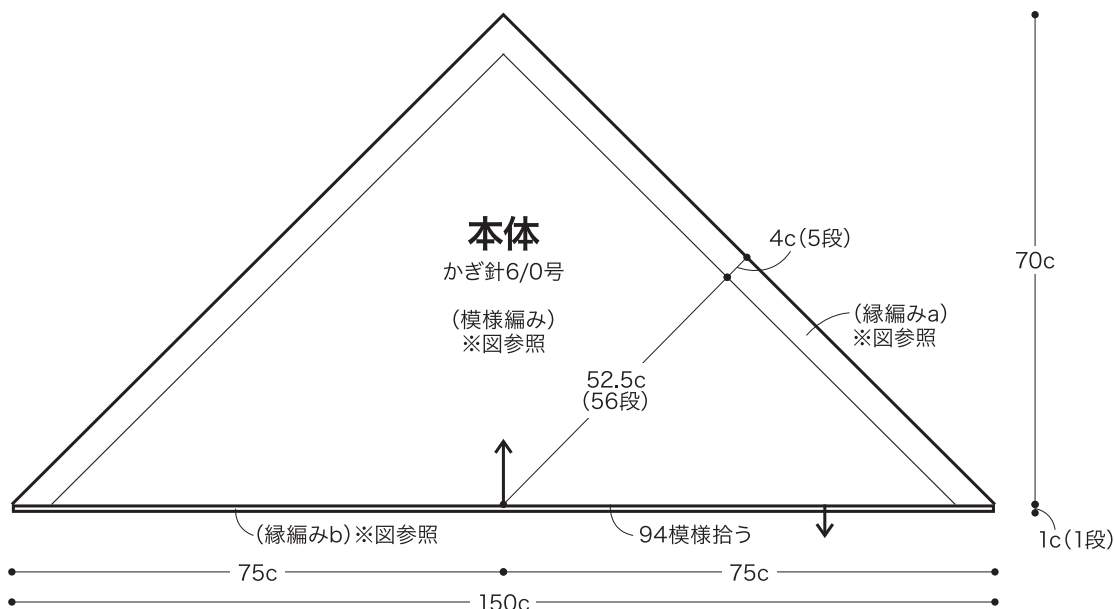 本体
かぎ針6/0号
(模様編み)
※図参照
4c(5段)
(縁編みa)
※図参照
52.5c
(56段)
70c
(縁編みb)※図参照
94模様拾う
1c(1段)
75c
75c
150c